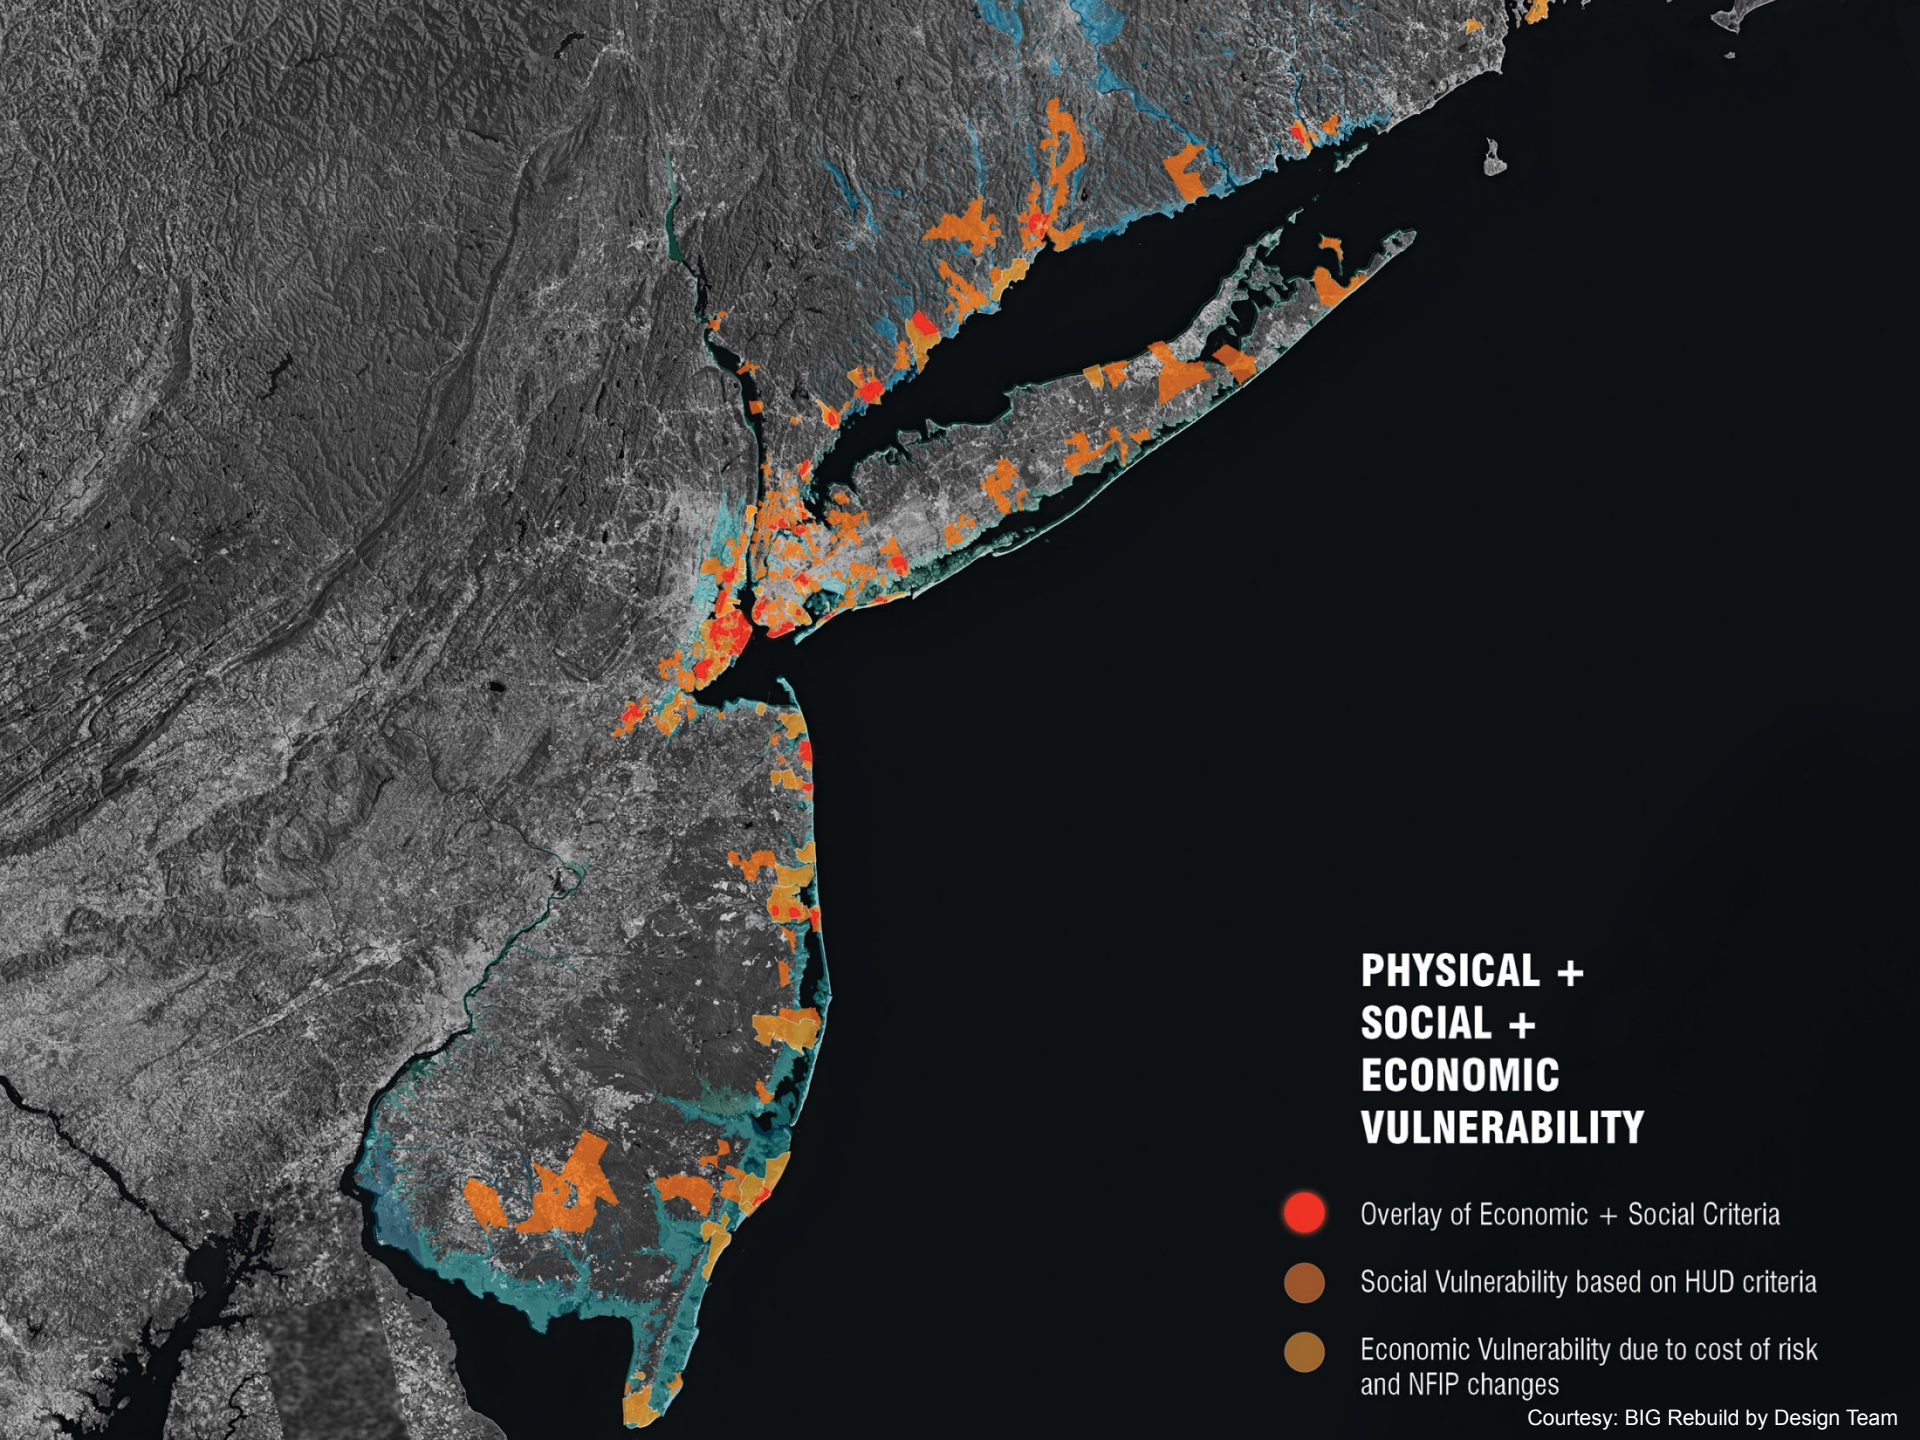 PHYSICAL +
SOCIAL +
ECONOMIC
VULNERABILITY
Overlay of Economic + Social Criteria
Social Vulnerability based on HUD criteria
Economic Vulnerability due to cost of risk
and NFIP changes
Courtesy: BIG Rebuild by Design Team